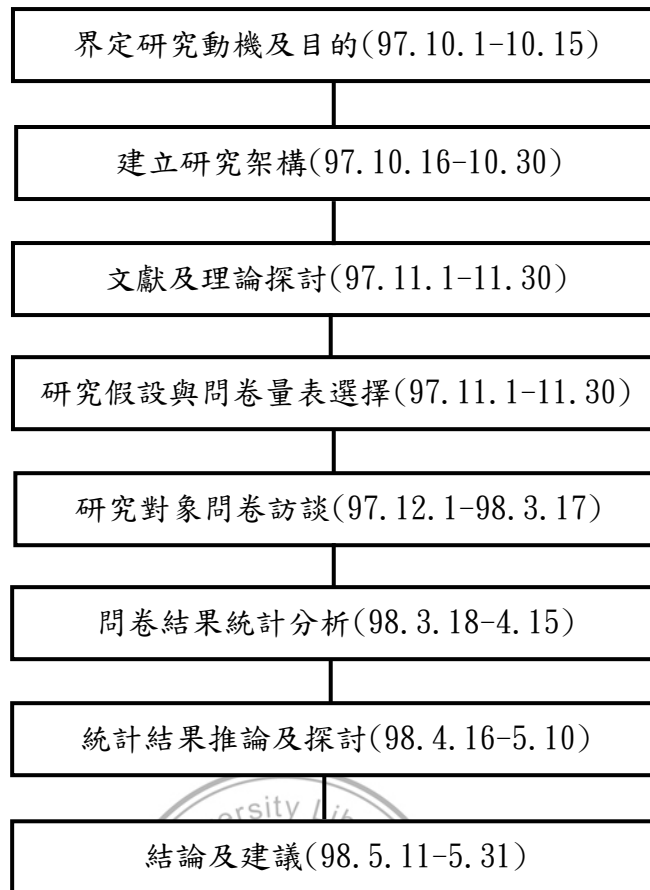 界定研究動機及目的(97.10.1-10.15)
建立研究架構(97.10.16-10.30)
文獻及理論探討(97.11.1-11.30)
研究假設與問卷量表選擇(97.11.1-11.30)
研究對象問卷訪談(97.12.1-98.3.17)
問卷結果統計分析(98.3.18-4.15)
統計結果推論及探討(98.4.16-5.10)
結論及建議(98.5.11-5.31)